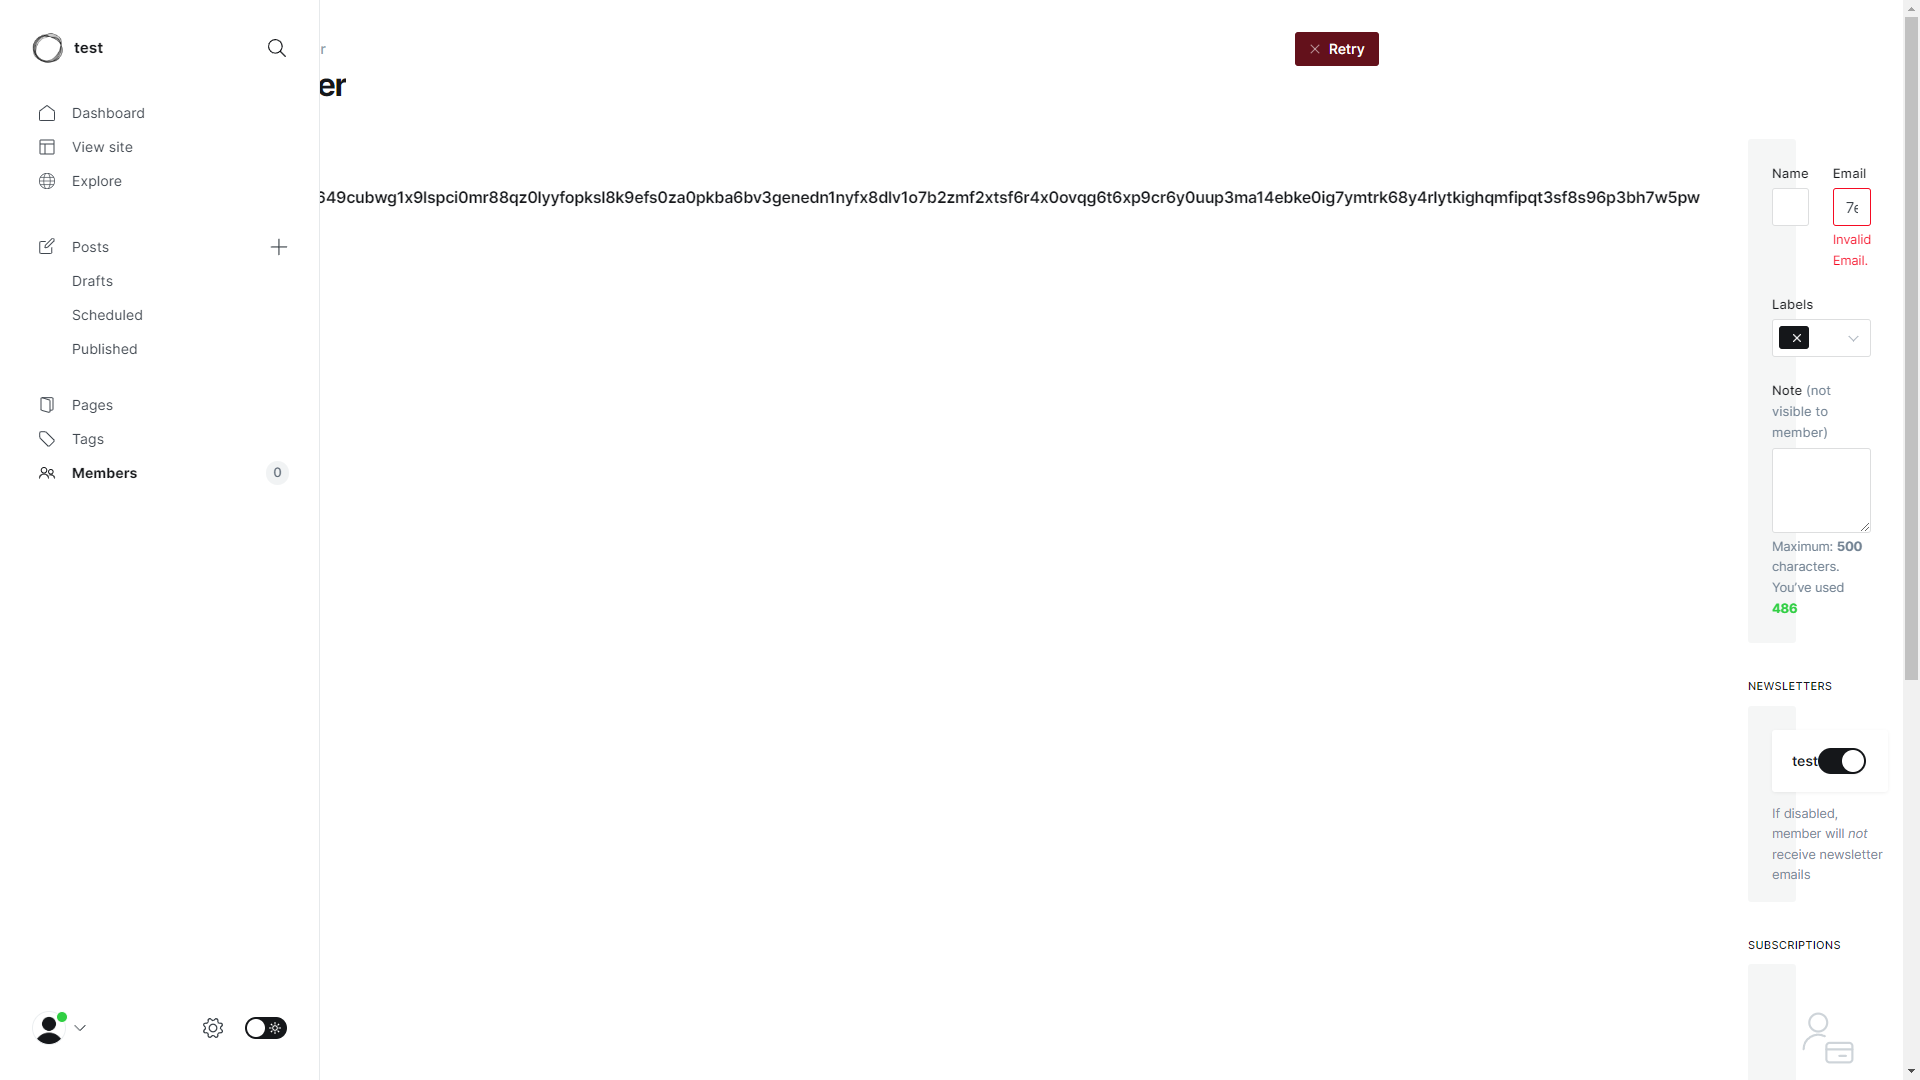 test
Dashboard
View site
Explore
Posts
Drafts
Scheduled
Published
Pages
Tags
Members
0
r
er
Retry
649cubwg1x9lspci0mr88qz0lyyfopksl8k9efs0za0pkba6bv3genedn1nyfx8dlv1o7b2zmf2xtsf6r4x0ovqg6t6xp9cr6y0uup3ma14ebke0ig7ymtrk68y4rlytkighqmfipqt3sf8s96p3bh7w5pw
Name
Email
7e
Invalid
Email.
Labels
Note (not
visible to
member)
Maximum: 500
characters.
You've used
486
NEWSLETTERS
test
If disabled,
member will not
receive newsletter
emails
SUBSCRIPTIONS